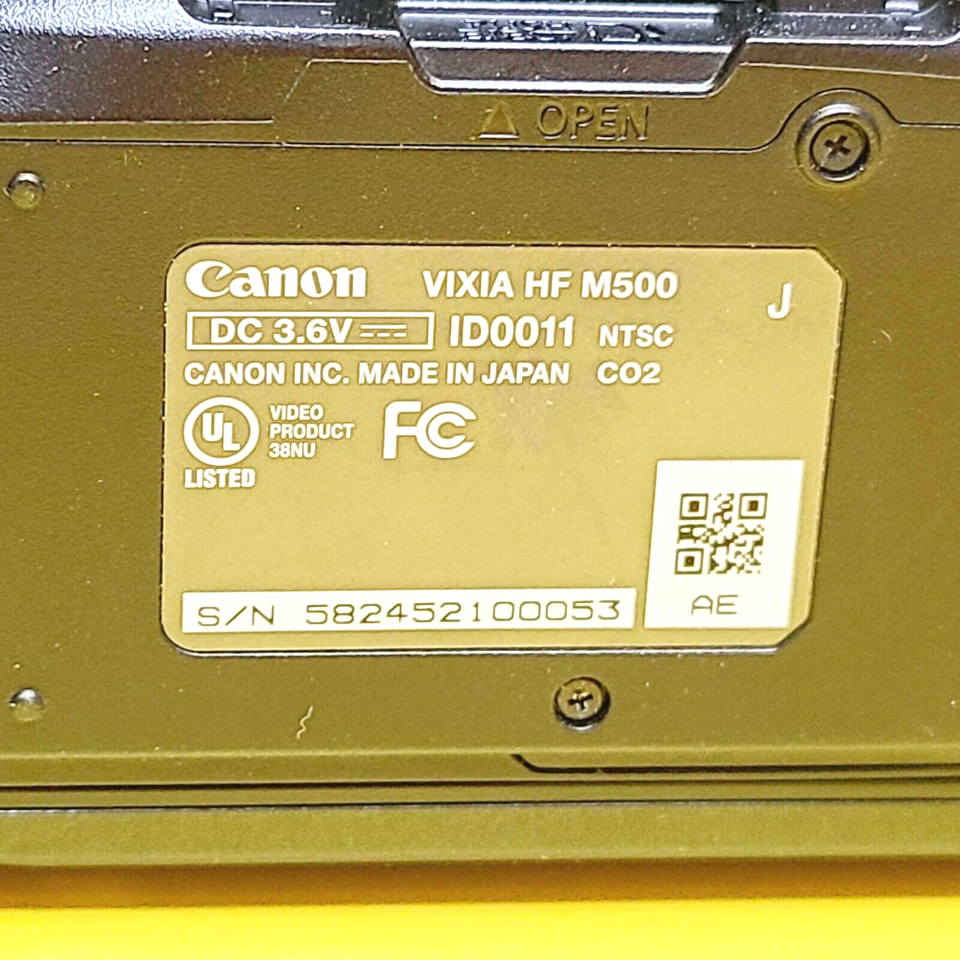 OPEN
Canon VIXIA HF M500 J
DC 3.6V ID0011 NTSC
CANON INC. MADE IN JAPAN CO2
UL VIDEO
PRODUCT
38NU
LISTED
FC
AE
S/N 582452100053